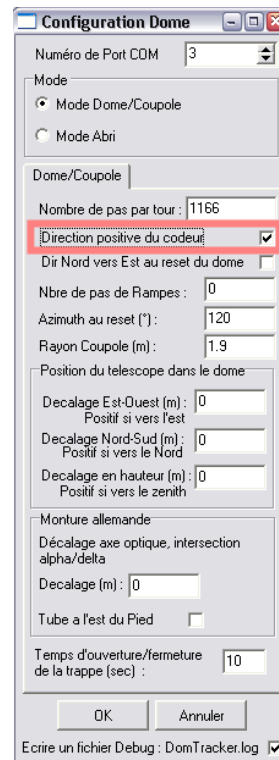 Configuration Dome
Numéro de Port COM 3
Mode
Mode Dome/Coupole
Mode Abri
Dome/Coupole
Nombre de pas par tour : 1166
Direction positive du codeur
Dir Nord vers Est au reset du dome
Nbre de pas de Rampes : 0
Azimuth au reset (°) : 120
Rayon Coupole (m) : 1.9
Position du telescope dans le dome
Decalage Est-Ouest (m) : 0
Positif si vers l'est
Decalage Nord-Sud (m) : 0
Positif si vers le Nord
Decalage en hauteur (m) : 0
Positif si vers le zenith
Monture allemande
Décalage axe optique, intersection
alpha/delta
Decalage (m) : 0
Tube a l'est du Pied
Temps d'ouverture/fermeture
de la trappe (sec) : 10
OK Annuler
Ecrire un fichier Debug : DomTracker.log